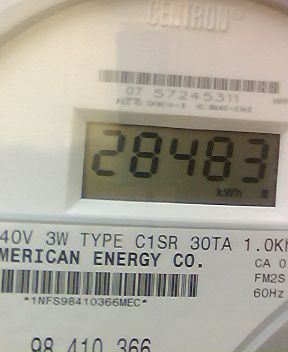 CENTRON
07 57245311
28483
kWh
40V 3W TYPE C1SR 30TA 1.0K
MERICAN ENERGY CO. CA 0
FM2S
*1NFS98410366MEC* 60Hz
98 410 366